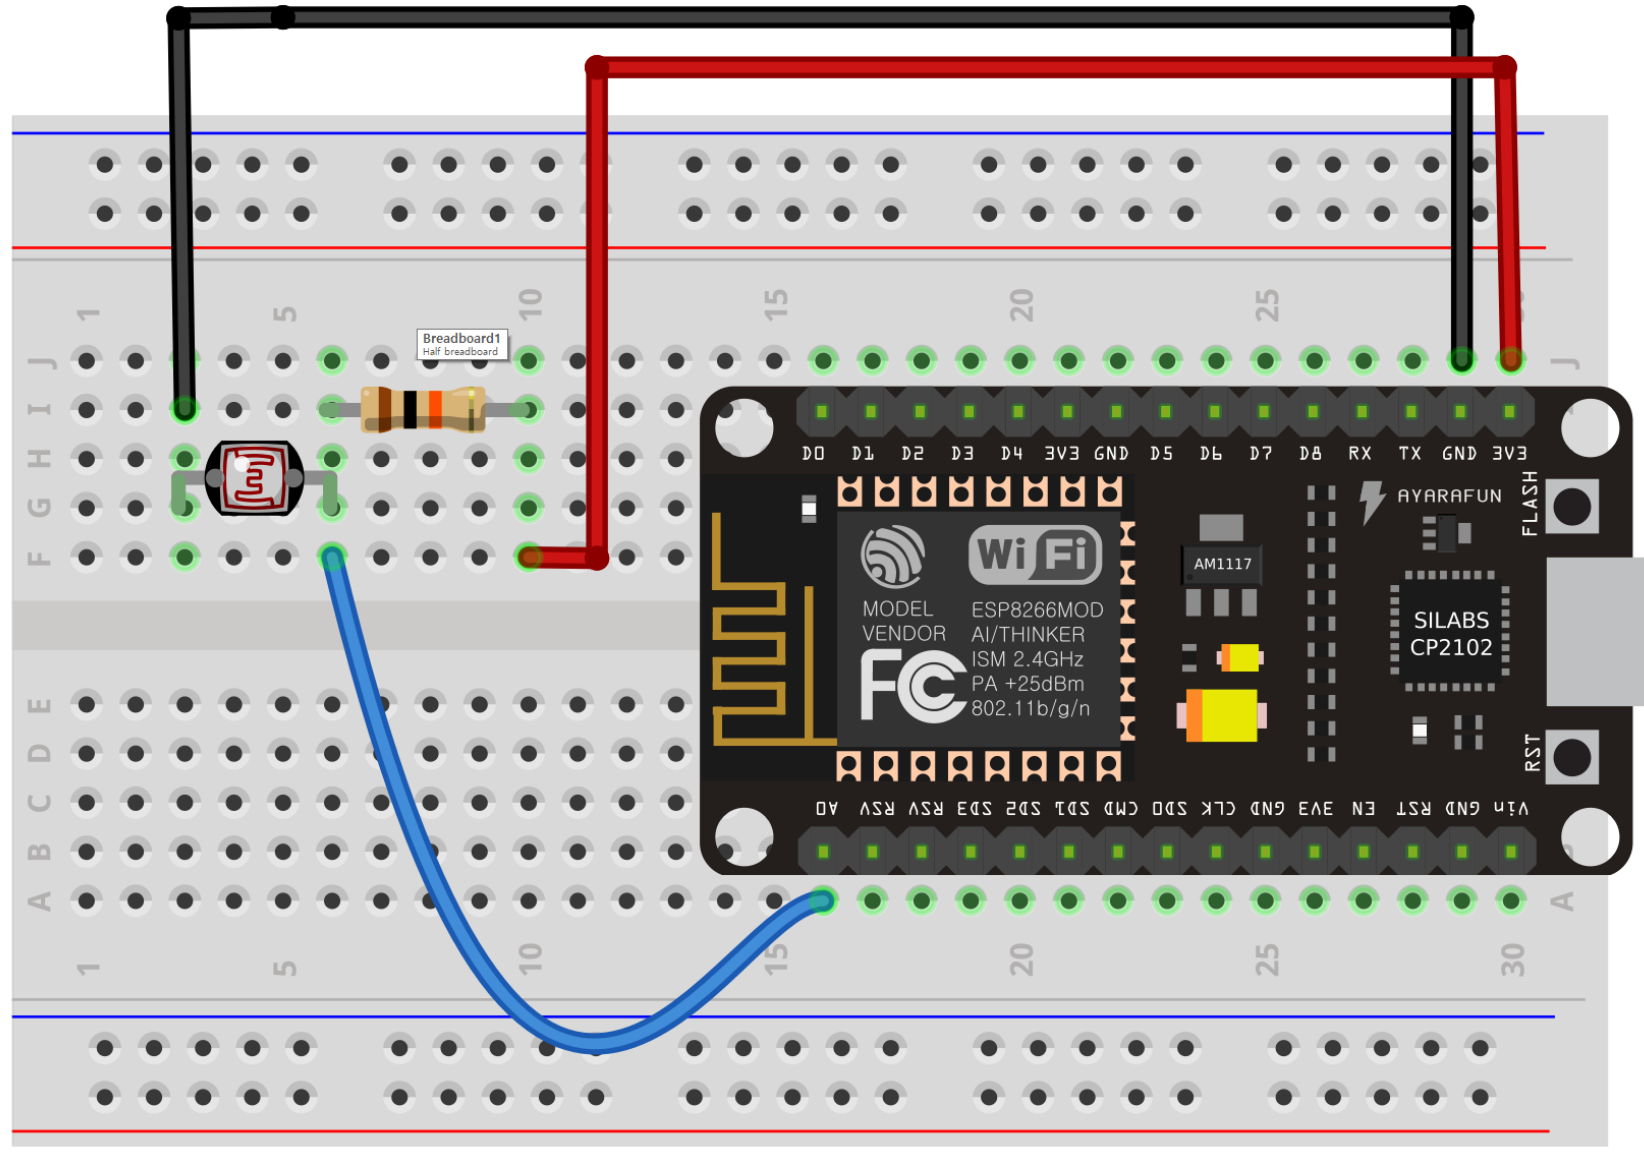 1 5 10 15 20 25
Breadboard1
Half breadboard
J J
I
H
G
F
D0 D1 D2 D3 D4 3V3 GND D5 D6 D7 D8 RX TX GND 3V3
AYARAFUN
FLASH
WiFi
AM1117
MODEL ESP8266MOD
VENDOR AI/THINKER
ISM 2.4GHz
FC PA +25dBm
802.11b/g/n
SILABS
CP2102
RST
E
D
C
B
A A
A0 RSV RSV SD3 SD2 SD1 CMD SD0 CLK GND 3V3 EN RST GND Vin
1 5 10 15 20 25 30